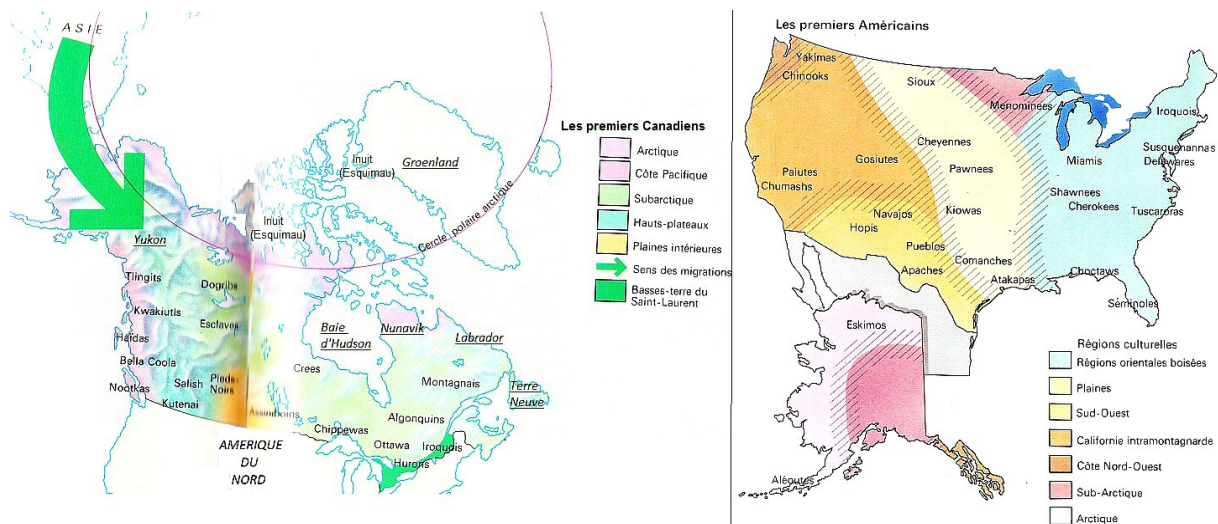 ASIE
Les premiers Canadiens
Arctique
Côte Pacifique
Subarctique
Hauts-plateaux
Plaines intérieures
Sens des migrations
Basses-terre du
Saint-Laurent
Inuit
(Esquimau)
Groenland
Cercle polaire arctique
Inuit
(Esquimau)
Yukon
Tlingits
Dogribs
Kwakiutis
Esclaves
Haïdas
Bella Coola
Nootkas
Salish
Pieds
Noirs
Kutenai
Baie
d'Hudson
Nunavik
Labrador
Crees
Montagnais
Terre
Neuve
Assiniboins
Algonquins
Chippewas
Ottawa
Iroquois
Hurons
AMERIQUE
DU
NORD
Les premiers Américains
Yakimas
Chinooks
Sioux
Menominees
Iroquois
Susquenannas
Delawares
Cheyennes
Miamis
Gosiutes
Pawnees
Paiutes
Chumashs
Shawnees
Cherokees
Tuscaroras
Navajos
Kiowas
Hopis
Pueblos
Apaches
Comanches
Atakapas
Choctaws
Séminoles
Eskimos
Aléoutes
Régions culturelles
Régions orientales boisées
Plaines
Sud-Ouest
Californie intramontagnarde
Côte Nord-Ouest
Sub-Arctique
Arctique